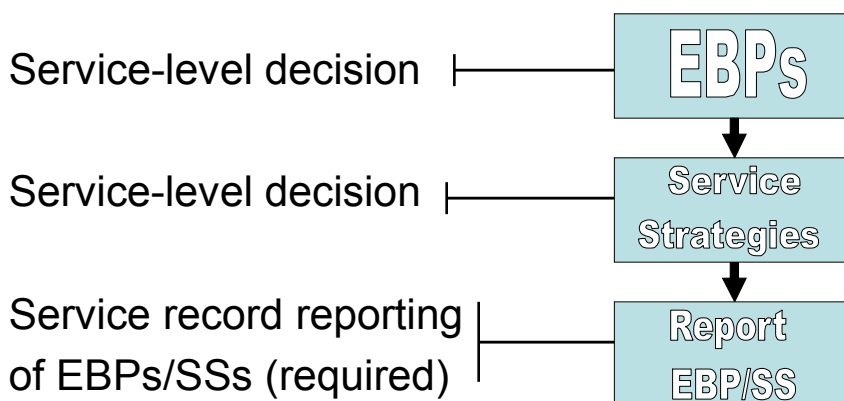 Service-level decision
EBPs
Service-level decision
Service
Strategies
Service record reporting
of EBPs/SSs (required)
Report
EBP/SS